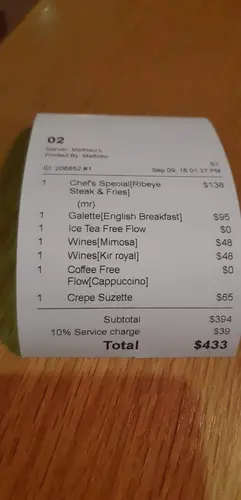 02
Server: Mathieu L
Printed By: Mathieu
S1
ID: 206652 #1 Sep 09, 18 01:37 PM
1 Chef's Special[Ribeye $138
Steak & Fries]
(mr)
1 Galette[English Breakfast] $95
1 Ice Tea Free Flow $0
1 Wines[Mimosa] $48
1 Wines[Kir royal] $48
1 Coffee Free $0
Flow[Cappuccino]
1 Crepe Suzette $65
Subtotal $394
10% Service charge $39
Total $433